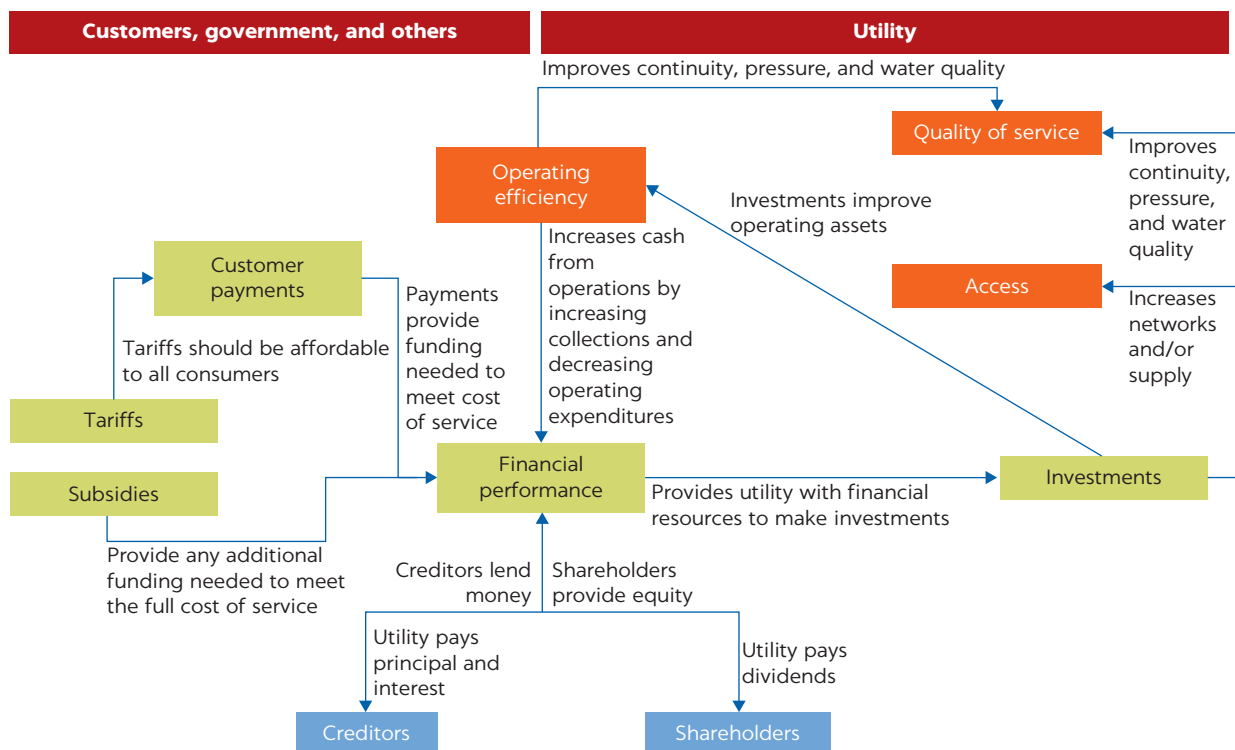 Customers, government, and others
Utility
Improves continuity, pressure, and water quality
Quality of service
Operating
efficiency
Investments improve
operating assets
Improves
continuity,
pressure,
and water
quality
Customer
payments
Increases cash
from
operations by
increasing
collections and
decreasing
operating
expenditures
Access
Payments
provide
funding
needed to
meet cost
of service
Increases
networks
and/or
supply
Tariffs should be affordable
to all consumers
Tariffs
Subsidies
Financial
performance
Investments
Provides utility with financial
resources to make investments
Provide any additional
funding needed to meet
the full cost of service
Creditors lend
money
Shareholders
provide equity
Utility pays
principal and
interest
Utility pays
dividends
Creditors
Shareholders